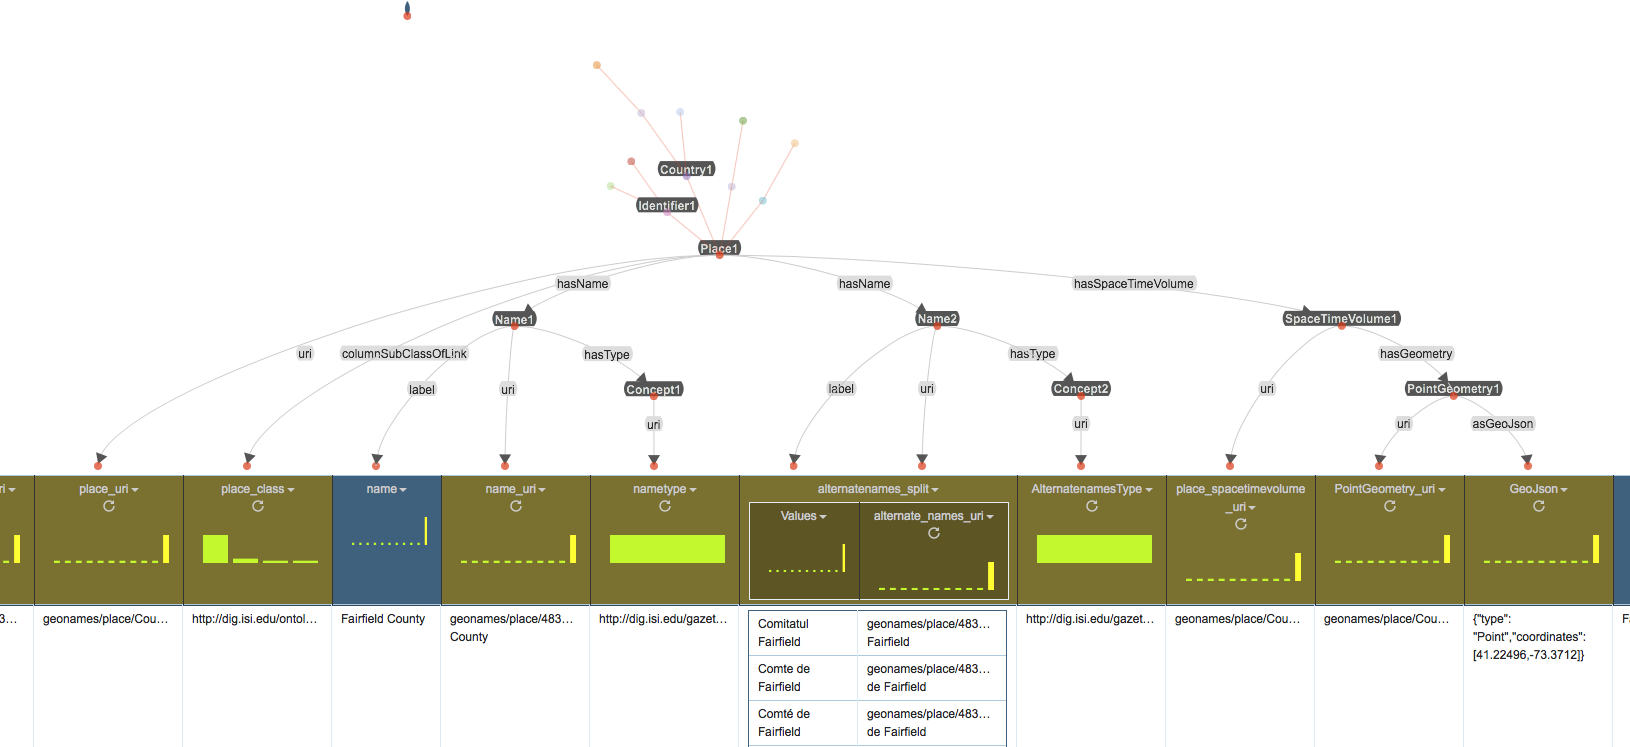 Country1
Identifier1
Place1
hasName
hasName
hasSpaceTimeVolume
Name1
Name2
SpaceTimeVolume1
uri
columnSubClassOfLink
hasType
hasType
hasGeometry
label
uri
Concept1
label
uri
Concept2
uri
PointGeometry1
uri
uri
uri
asGeoJson
ri
place_uri
place_class
name
name_uri
nametype
alternatenames_split
AlternatenamesType
place_spacetimevolume
_uri
PointGeometry_uri
GeoJson
Values
alternate_names_uri
3...
geonames/place/Cou...
http://dig.isi.edu/ontol...
Fairfield County
geonames/place/483...
County
http://dig.isi.edu/gazet...
Comitatul
Fairfield
geonames/place/483...
Fairfield
Comte de
Fairfield
geonames/place/483...
de Fairfield
Comté de
Fairfield
geonames/place/483...
de Fairfield
http://dig.isi.edu/gazet...
geonames/place/Cou...
geonames/place/Cou...
{"type":
"Point","coordinates":
[41.22496,-73.3712]}